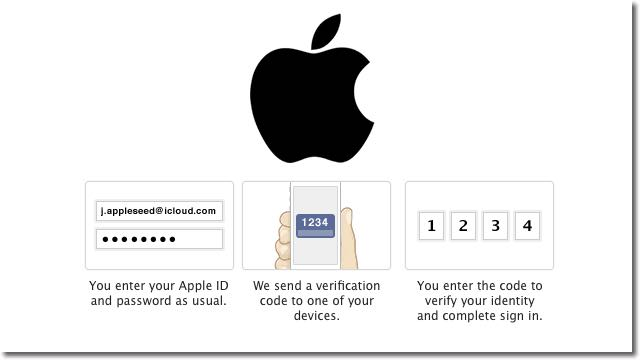 j.appleseed@icloud.com
●●●●●●●●
You enter your Apple ID
and password as usual.
1234
We send a verification
code to one of your
devices.
1 2 3 4
You enter the code to
verify your identity
and complete sign in.